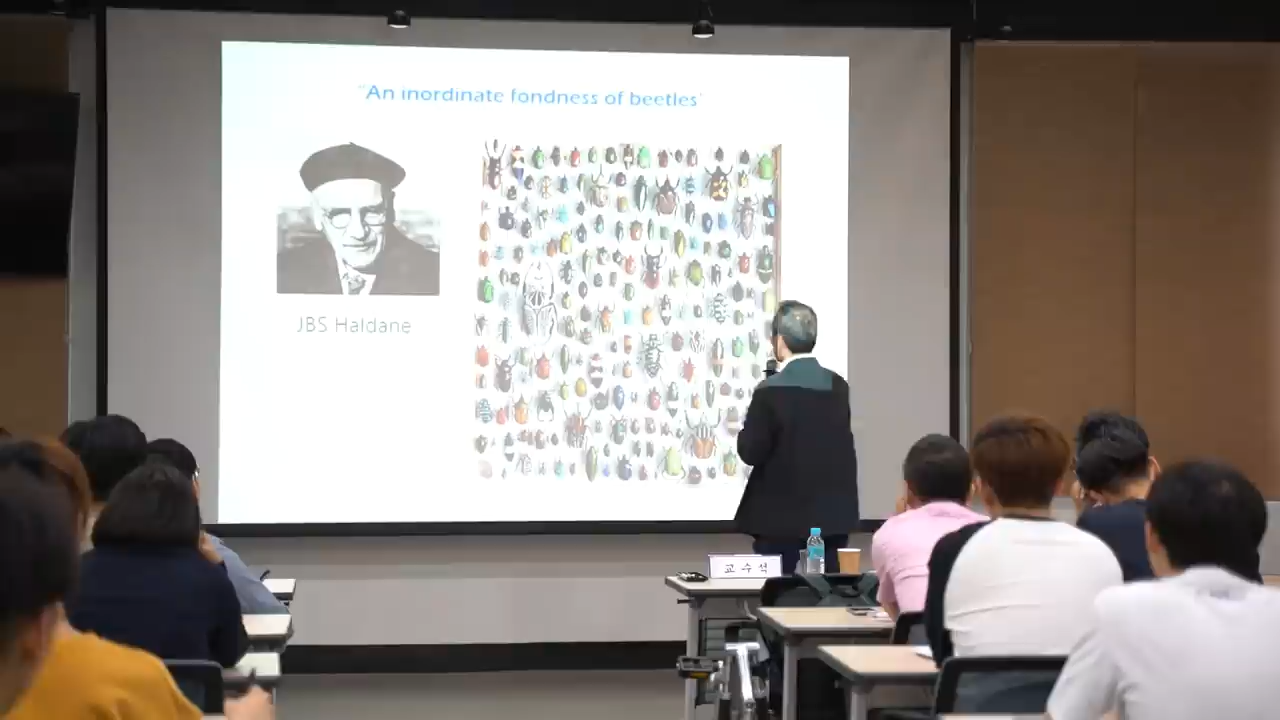 "An inordinate fondness of beetles"
JBS Haldane
교 수 석